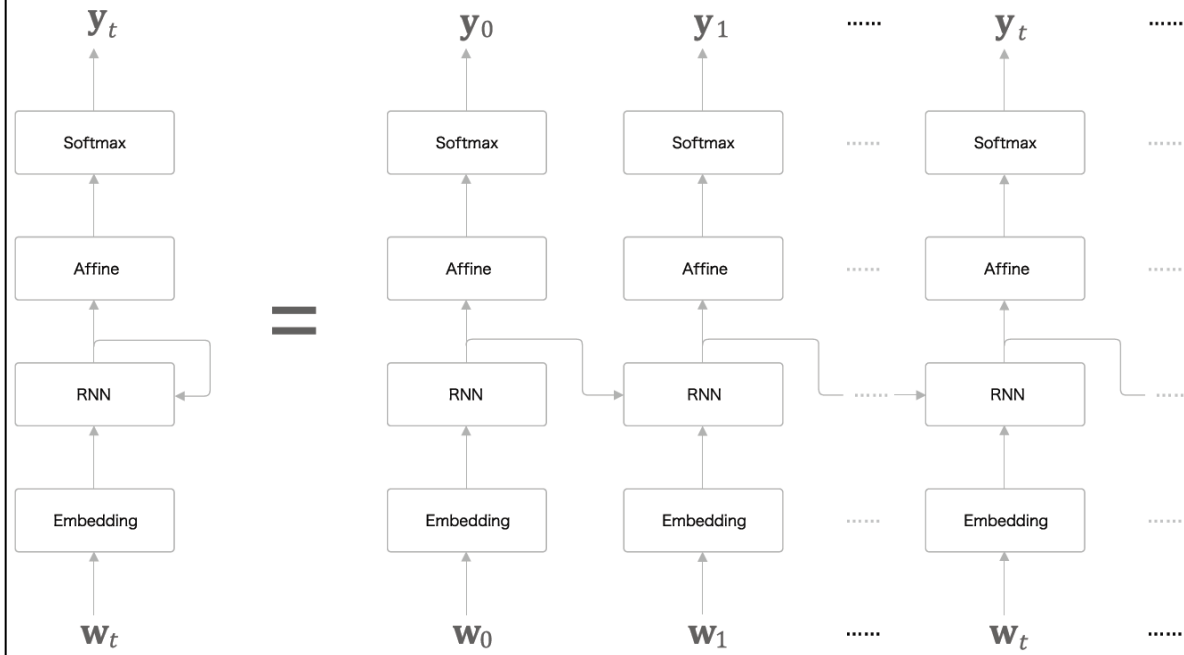 y_t y_0 y_1 …… y_t ……
Softmax Softmax Softmax …… Softmax ……
Affine Affine Affine …… Affine ……
=
RNN RNN RNN …… RNN ……
Embedding Embedding Embedding …… Embedding ……
w_t w_0 w_1 …… w_t ……